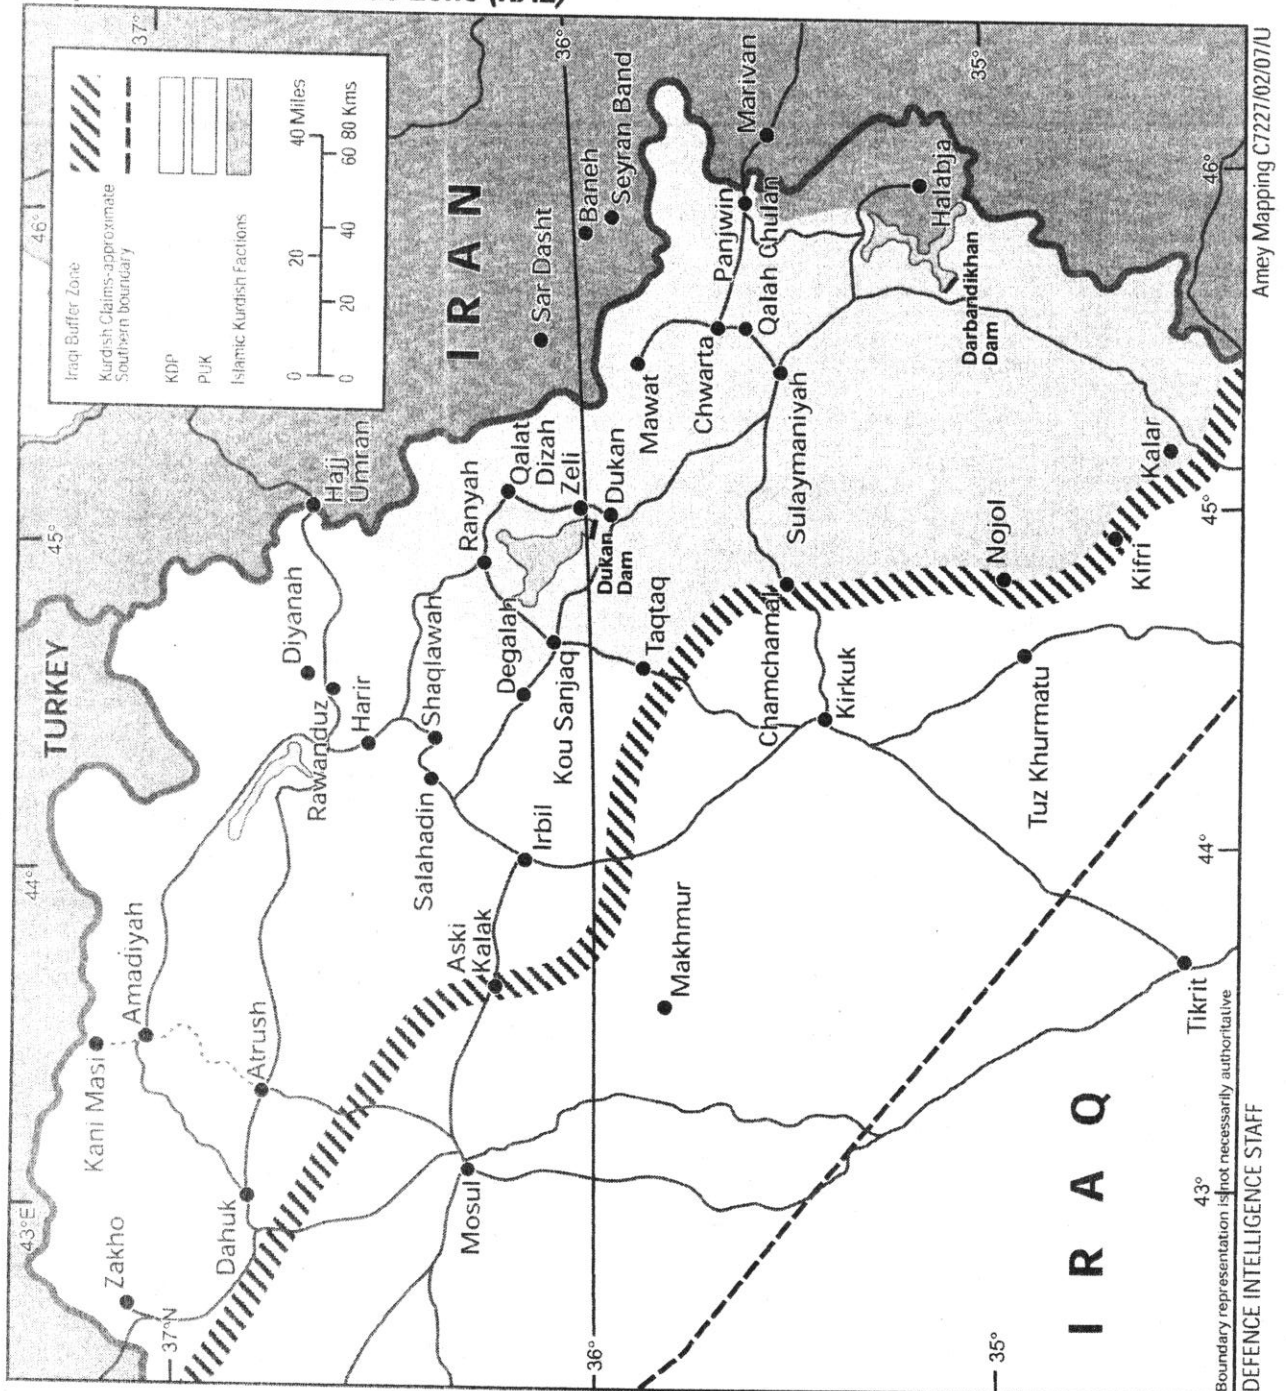 37°
46°
45°
44°
43°E
37°N
36°
36°
35°
35°
46°
45°
44°
43°
Iraqi Buffer Zone
Kurdish Claims-approximate
Southern boundary
KDP
PUK
Islamic Kurdish Factions
0 20 40 Miles
0 20 40 60 80 Kms
TURKEY
IRAN
IRAQ
Zakho
Kani Masi
Amadiyah
Dahuk
Atrush
Mosul
Aski
Kalak
Irbil
Salahadin
Shaqlawah
Harir
Rawanduz
Diyanah
Hajj
Umran
Degalah
Kou Sanjaq
Ranyah
Qalat
Dizah
Zeli
Dukan
Dukan
Dam
Taqtaq
Makhmur
Kirkuk
Chamchamal
Sulaymaniyah
Mawat
Chwarta
Qalah Chulan
Panjwin
Marivan
Sar Dasht
Baneh
Seyran Band
Halabja
Darbandikhan
Dam
Nojol
Kifri
Kalar
Tuz Khurmatu
Tikrit
Boundary representation is not necessarily authoritative
DEFENCE INTELLIGENCE STAFF
Amey Mapping C7227/02/07/U